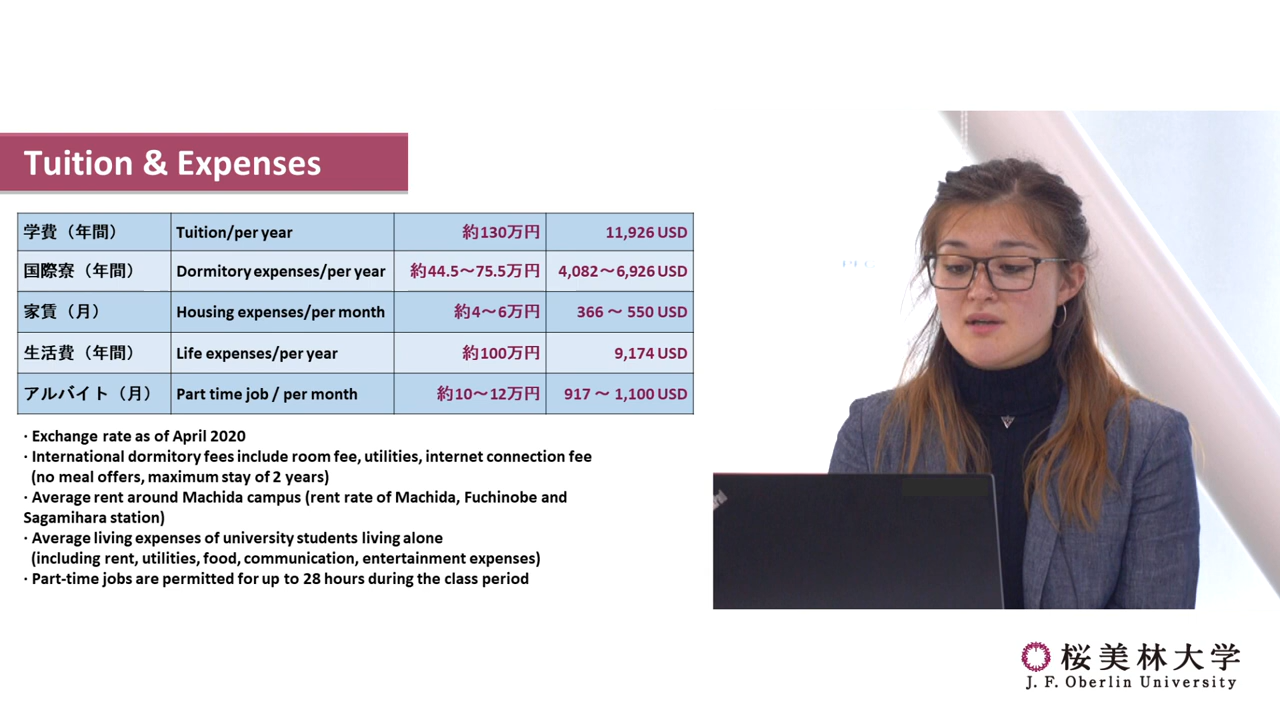 Tuition & Expenses
学費（年間） Tuition/per year 約130万円 11,926 USD
国際寮（年間） Dormitory expenses/per year 約44.5～75.5万円 4,082～6,926 USD
家賃（月） Housing expenses/per month 約4～6万円 366 ～ 550 USD
生活費（年間） Life expenses/per year 約100万円 9,174 USD
アルバイト（月） Part time job / per month 約10～12万円 917 ～ 1,100 USD
· Exchange rate as of April 2020
· International dormitory fees include room fee, utilities, internet connection fee
(no meal offers, maximum stay of 2 years)
· Average rent around Machida campus (rent rate of Machida, Fuchinobe and
Sagamihara station)
· Average living expenses of university students living alone
(including rent, utilities, food, communication, entertainment expenses)
· Part-time jobs are permitted for up to 28 hours during the class period
桜美林大学
J. F. Oberlin University